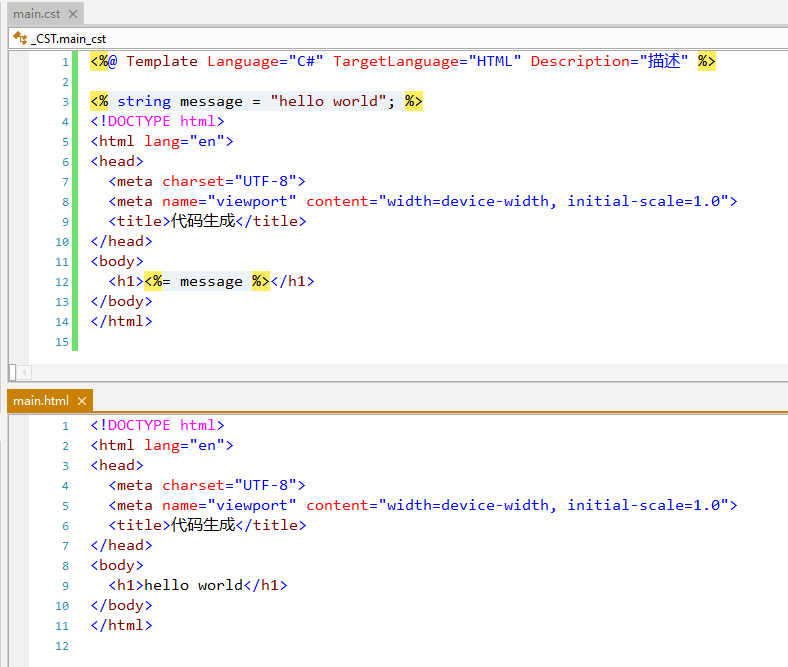 main.cst
_CST.main_cst
1 <%@ Template Language="C#" TargetLanguage="HTML" Description="描述" %>
2
3 <% string message = "hello world"; %>
4 <!DOCTYPE html>
5 <html lang="en">
6 <head>
7   <meta charset="UTF-8">
8   <meta name="viewport" content="width=device-width, initial-scale=1.0">
9   <title>代码生成</title>
10 </head>
11 <body>
12   <h1><%= message %></h1>
13 </body>
14 </html>
15
main.html
1 <!DOCTYPE html>
2 <html lang="en">
3 <head>
4   <meta charset="UTF-8">
5   <meta name="viewport" content="width=device-width, initial-scale=1.0">
6   <title>代码生成</title>
7 </head>
8 <body>
9   <h1>hello world</h1>
10 </body>
11 </html>
12